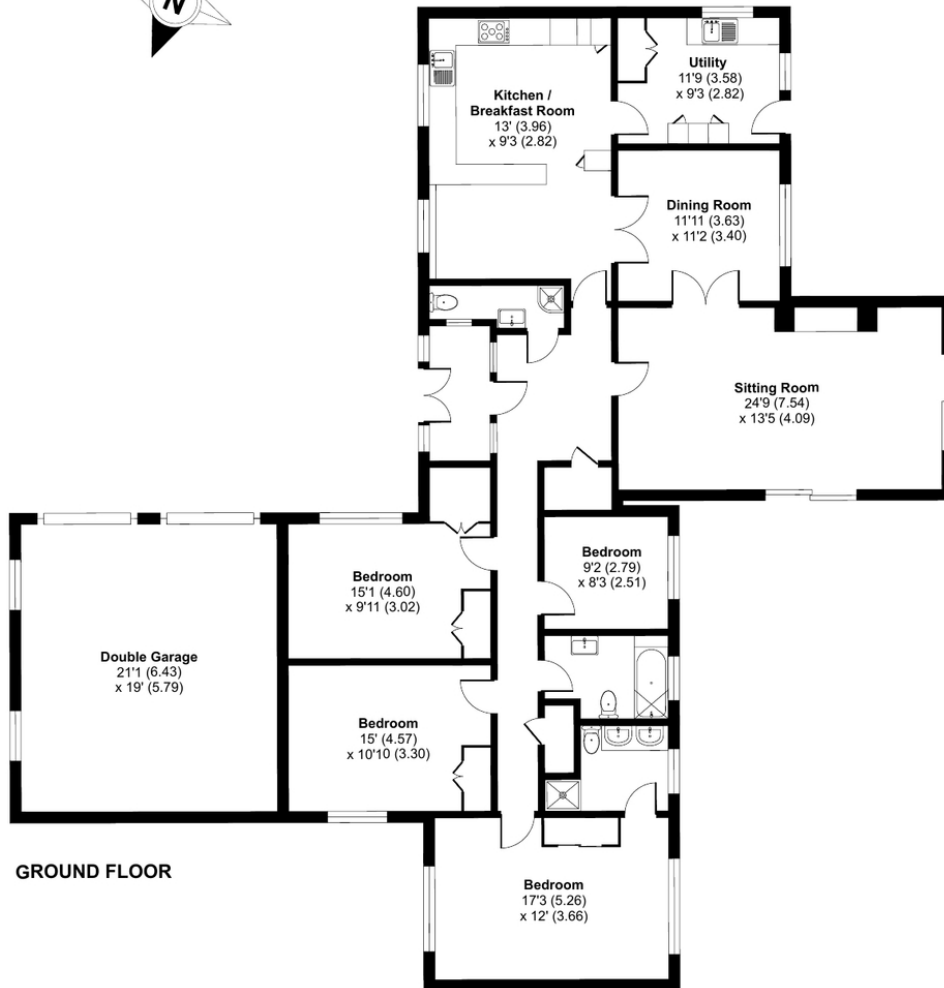 N
Utility
11'9 (3.58)
x 9'3 (2.82)
Kitchen /
Breakfast Room
13' (3.96)
x 9'3 (2.82)
Dining Room
11'11 (3.63)
x 11'2 (3.40)
Sitting Room
24'9 (7.54)
x 13'5 (4.09)
Bedroom
9'2 (2.79)
x 8'3 (2.51)
Bedroom
15'1 (4.60)
x 9'11 (3.02)
Double Garage
21'1 (6.43)
x 19' (5.79)
Bedroom
15' (4.57)
x 10'10 (3.30)
GROUND FLOOR
Bedroom
17'3 (5.26)
x 12' (3.66)